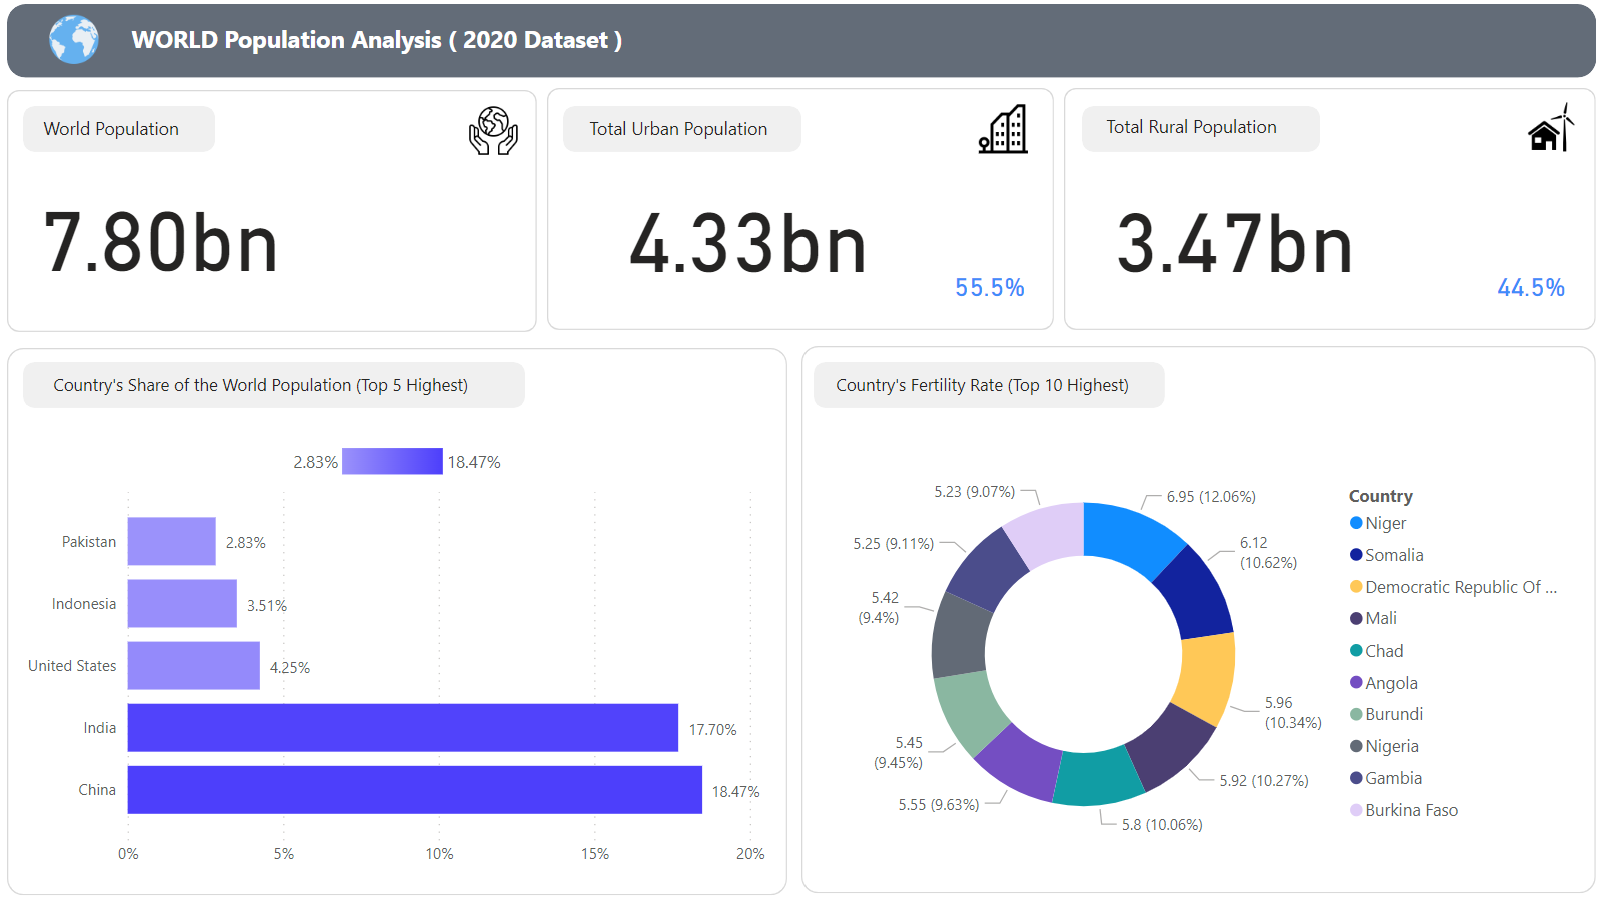 WORLD Population Analysis ( 2020 Dataset )
World Population
7.80bn
Total Urban Population
4.33bn
55.5%
Total Rural Population
3.47bn
44.5%
Country's Share of the World Population (Top 5 Highest)
2.83% 18.47%
Pakistan 2.83%
Indonesia 3.51%
United States 4.25%
India 17.70%
China 18.47%
0% 5% 10% 15% 20%
Country's Fertility Rate (Top 10 Highest)
6.95 (12.06%)
6.12
(10.62%)
5.96
(10.34%)
5.92 (10.27%)
5.8 (10.06%)
5.55 (9.63%)
5.45
(9.45%)
5.42
(9.4%)
5.25 (9.11%)
5.23 (9.07%)
Country
Niger
Somalia
Democratic Republic Of ...
Mali
Chad
Angola
Burundi
Nigeria
Gambia
Burkina Faso